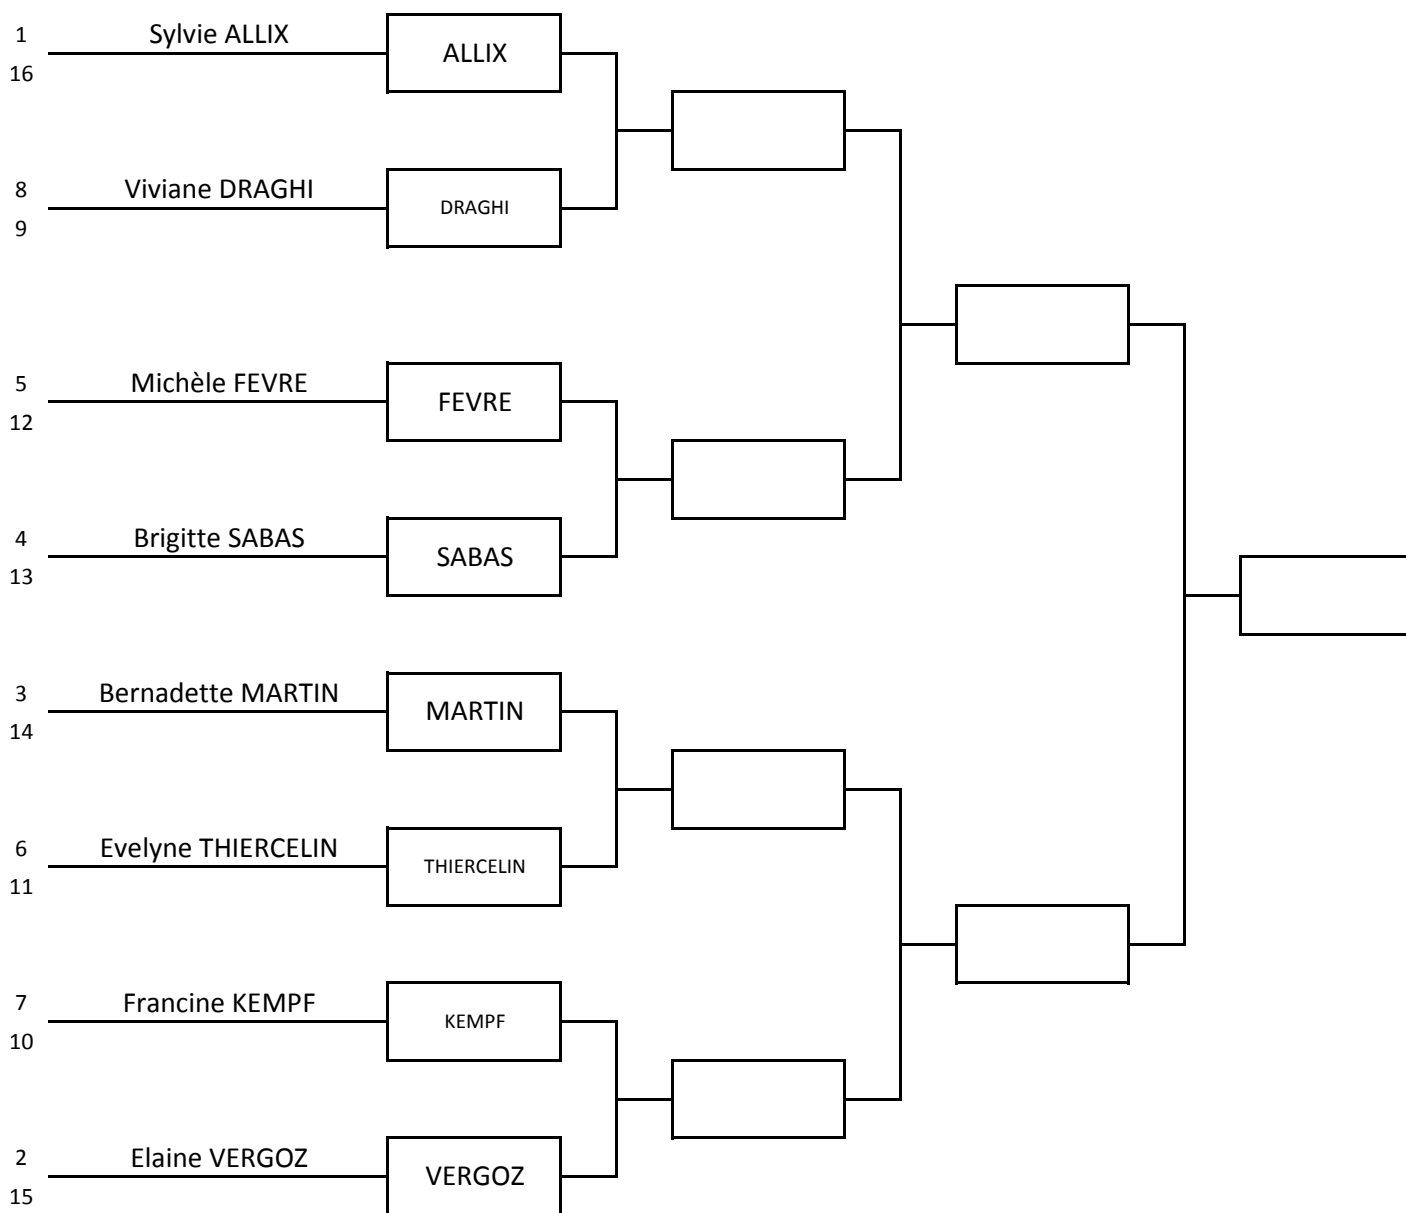 1 Sylvie ALLIX ALLIX
16
8 Viviane DRAGHI DRAGHI
9
5 Michèle FEVRE FEVRE
12
4 Brigitte SABAS SABAS
13
3 Bernadette MARTIN MARTIN
14
6 Evelyne THIERCELIN THIERCELIN
11
7 Francine KEMPF KEMPF
10
2 Elaine VERGOZ VERGOZ
15